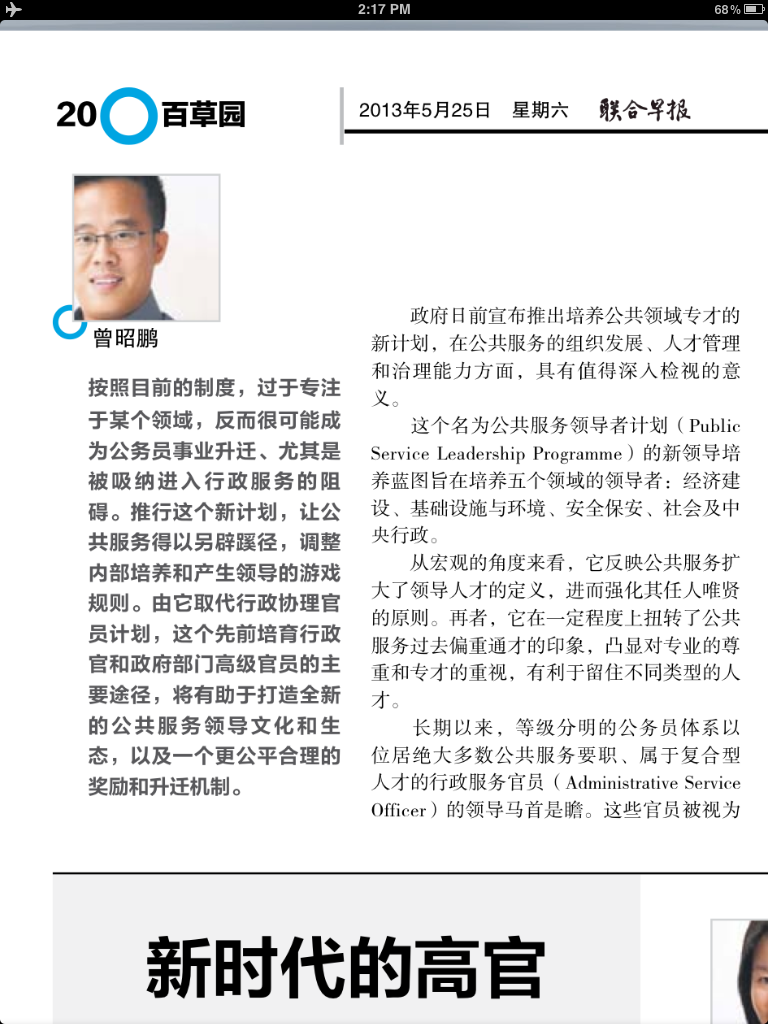 2:17 PM
68%
20 百草园
2013年5月25日 星期六 联合早报
曾昭鹏
按照目前的制度，过于专注
于某个领域，反而很可能成
为公务员事业升迁、尤其是
被吸纳进入行政服务的阻
碍。推行这个新计划，让公
共服务得以另辟蹊径，调整
内部培养和产生领导的游戏
规则。由它取代行政协理官
员计划，这个先前培育行政
官和政府部门高级官员的主
要途径，将有助于打造全新
的公共服务领导文化和生
态，以及一个更公平合理的
奖励和升迁机制。
政府日前宣布推出培养公共领域专才的
新计划，在公共服务的组织发展、人才管理
和治理能力方面，具有值得深入检视的意
义。
这个名为公共服务领导者计划（Public
Service Leadership Programme）的新领导培
养蓝图旨在培养五个领域的领导者：经济建
设、基础设施与环境、安全保安、社会及中
央行政。
从宏观的角度来看，它反映公共服务扩
大了领导人才的定义，进而强化其任人唯贤
的原则。再者，它在一定程度上扭转了公共
服务过去偏重通才的印象，凸显对专业的尊
重和专才的重视，有利于留住不同类型的人
才。
长期以来，等级分明的公务员体系以
位居绝大多数公共服务要职、属于复合型
人才的行政服务官员（Administrative Service
Officer）的领导马首是瞻。这些官员被视为
新时代的高官